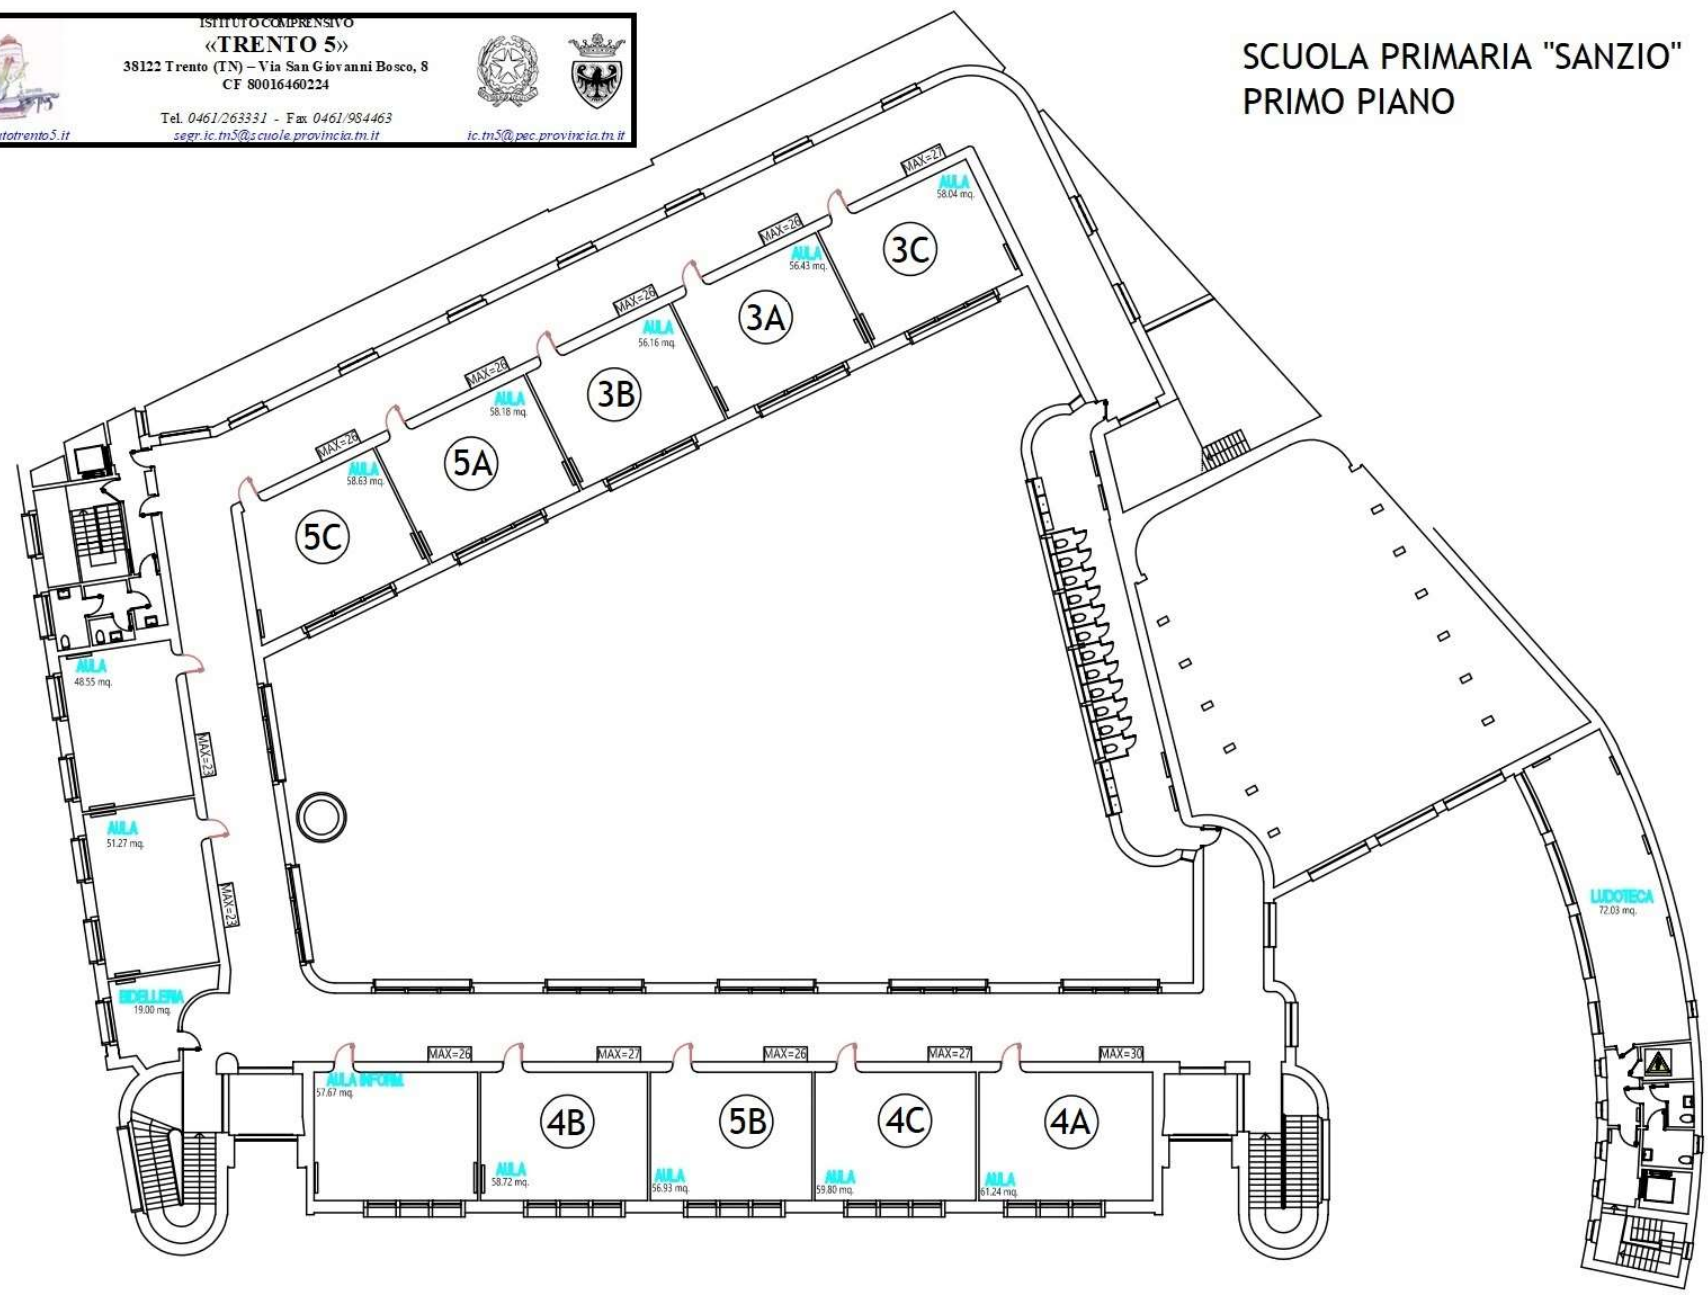 ISTITUTO COMPRENSIVO
«TRENTO 5»
38122 Trento (TN) – Via San Giovanni Bosco, 8
CF 80016460224
Tel. 0461/263331 - Fax 0461/984463
segr.ic.tn5@scuole.provincia.tn.it
ic.tn5@pec.provincia.tn.it
SCUOLA PRIMARIA "SANZIO"
PRIMO PIANO
MAX=27
AULA
58.04 mq.
3C
MAX=26
AULA
56.43 mq.
3A
MAX=26
AULA
56.16 mq.
3B
MAX=26
AULA
58.18 mq.
5A
MAX=26
AULA
58.63 mq.
5C
AULA
48.55 mq.
MAX=23
AULA
51.27 mq.
MAX=23
BIDELLERIA
19.00 mq.
LUDOTECA
72.03 mq.
MAX=26
AULA INFORM.
57.67 mq.
MAX=27
4B
AULA
58.72 mq.
MAX=26
5B
AULA
56.93 mq.
MAX=27
4C
AULA
59.80 mq.
MAX=30
4A
AULA
61.24 mq.